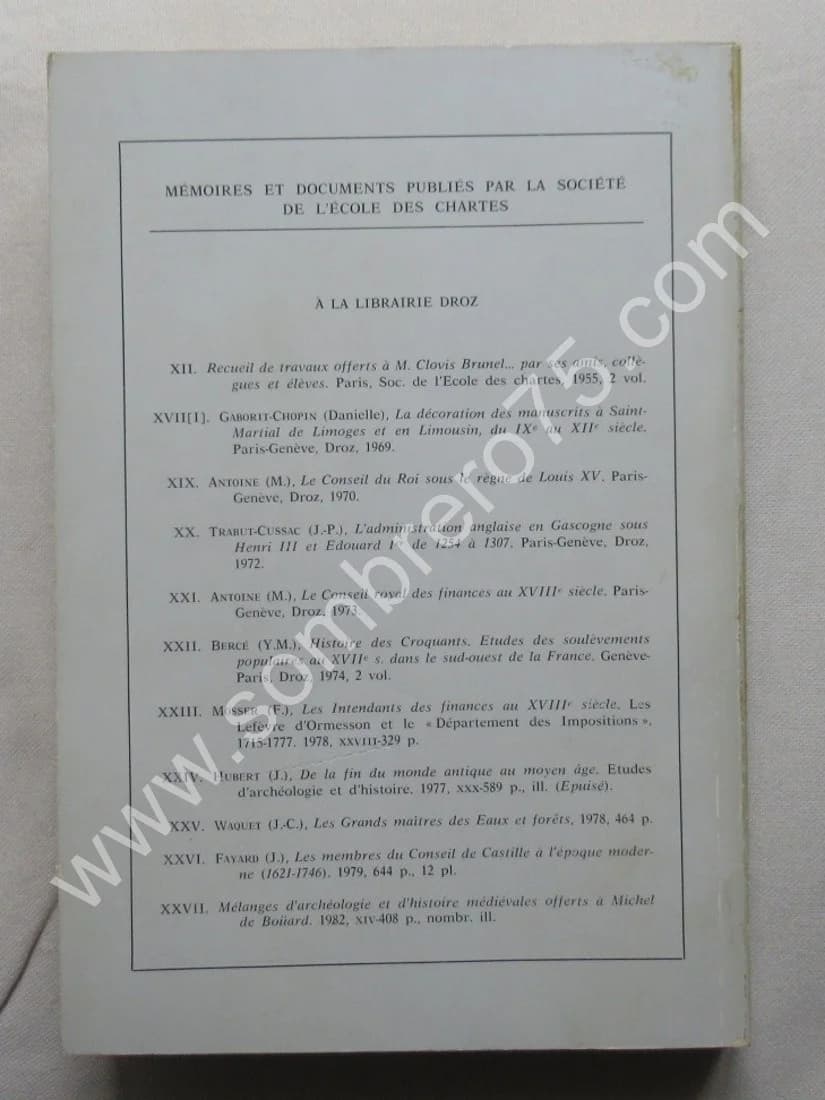 MÉMOIRES ET DOCUMENTS PUBLIÉS PAR LA SOCIÉTÉ
DE L'ÉCOLE DES CHARTES
À LA LIBRAIRIE DROZ
XII. Recueil de travaux offerts à M. Clovis Brunel... par ses amis, collè-
gues et élèves. Paris, Soc. de l'Ecole des chartes, 1955, 2 vol.
XVII[1]. GABORIT-CHOPIN (Danielle), La décoration des manuscrits à Saint-
Martial de Limoges et en Limousin, du IXe au XIIe siècle.
Paris-Genève, Droz, 1969.
XIX. ANTOINE (M.), Le Conseil du Roi sous le règne de Louis XV. Paris-
Genève, Droz, 1970.
XX. TRABUT-CUSSAC (J.-P.), L'administration anglaise en Gascogne sous
Henri III et Edouard Ier de 1254 à 1307. Paris-Genève, Droz,
1972.
XXI. ANTOINE (M.), Le Conseil royal des finances au XVIIIe siècle. Paris-
Genève, Droz, 1973.
XXII. BERCÉ (Y.M.), Histoire des Croquants. Etudes des soulèvements
populaires au XVIIe s. dans le sud-ouest de la France. Genève-
Paris, Droz, 1974, 2 vol.
XXIII. MOSSER (F.), Les Intendants des finances au XVIIIe siècle. Les
Lefèvre d'Ormesson et le « Département des Impositions »,
1715-1777. 1978, XXVIII-329 p.
XXIV. HUBERT (J.), De la fin du monde antique au moyen âge. Etudes
d'archéologie et d'histoire. 1977, XXX-589 p., ill. (Epuisé).
XXV. WAQUET (J.-C.), Les Grands maîtres des Eaux et forêts, 1978, 464 p.
XXVI. FAYARD (J.), Les membres du Conseil de Castille à l'époque moder-
ne (1621-1746). 1979, 644 p., 12 pl.
XXVII. Mélanges d'archéologie et d'histoire médiévales offerts à Michel
de Boüard. 1982, XIV-408 p., nombr. ill.
www.sombrero75.com